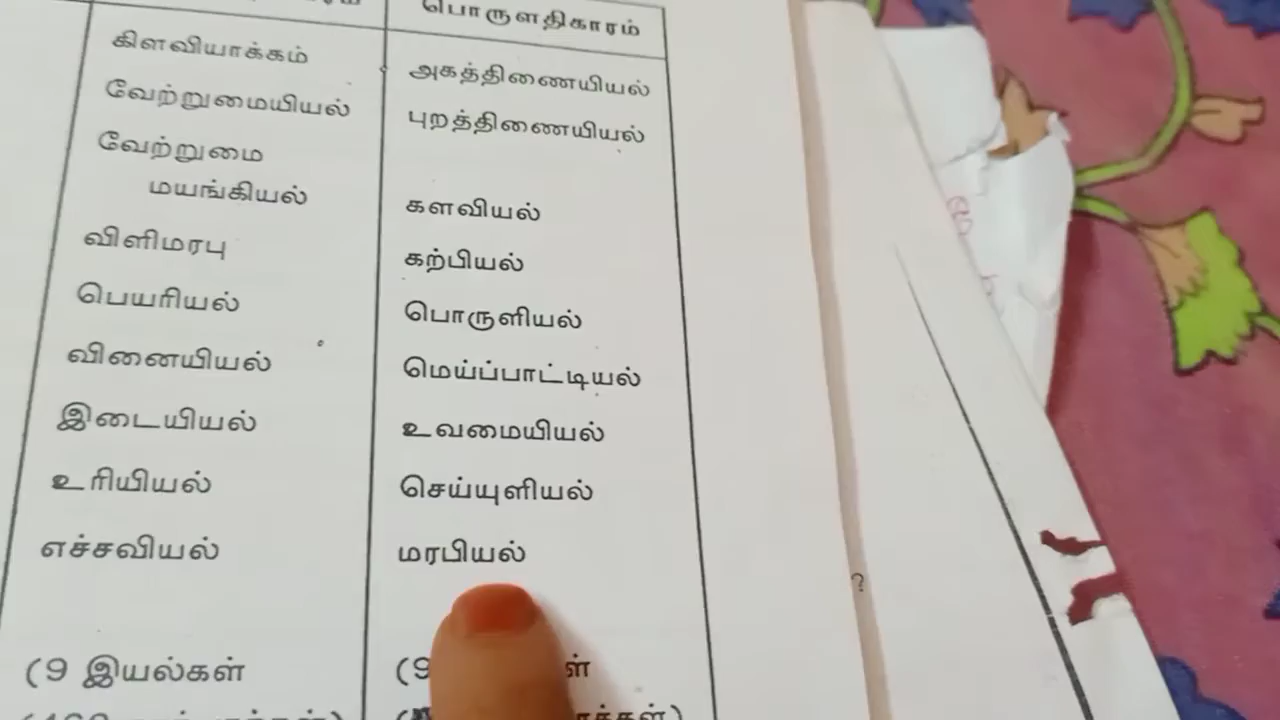 பொருளதிகாரம்
கிளவியாக்கம்
வேற்றுமையியல்
வேற்றுமை
மயங்கியல்
விளிமரபு
பெயரியல்
வினையியல்
இடையியல்
உரியியல்
எச்சவியல்
(9 இயல்கள்
அகத்திணையியல்
புறத்திணையியல்
களவியல்
கற்பியல்
பொருளியல்
மெய்ப்பாட்டியல்
உவமையியல்
செய்யுளியல்
மரபியல்
(9
?